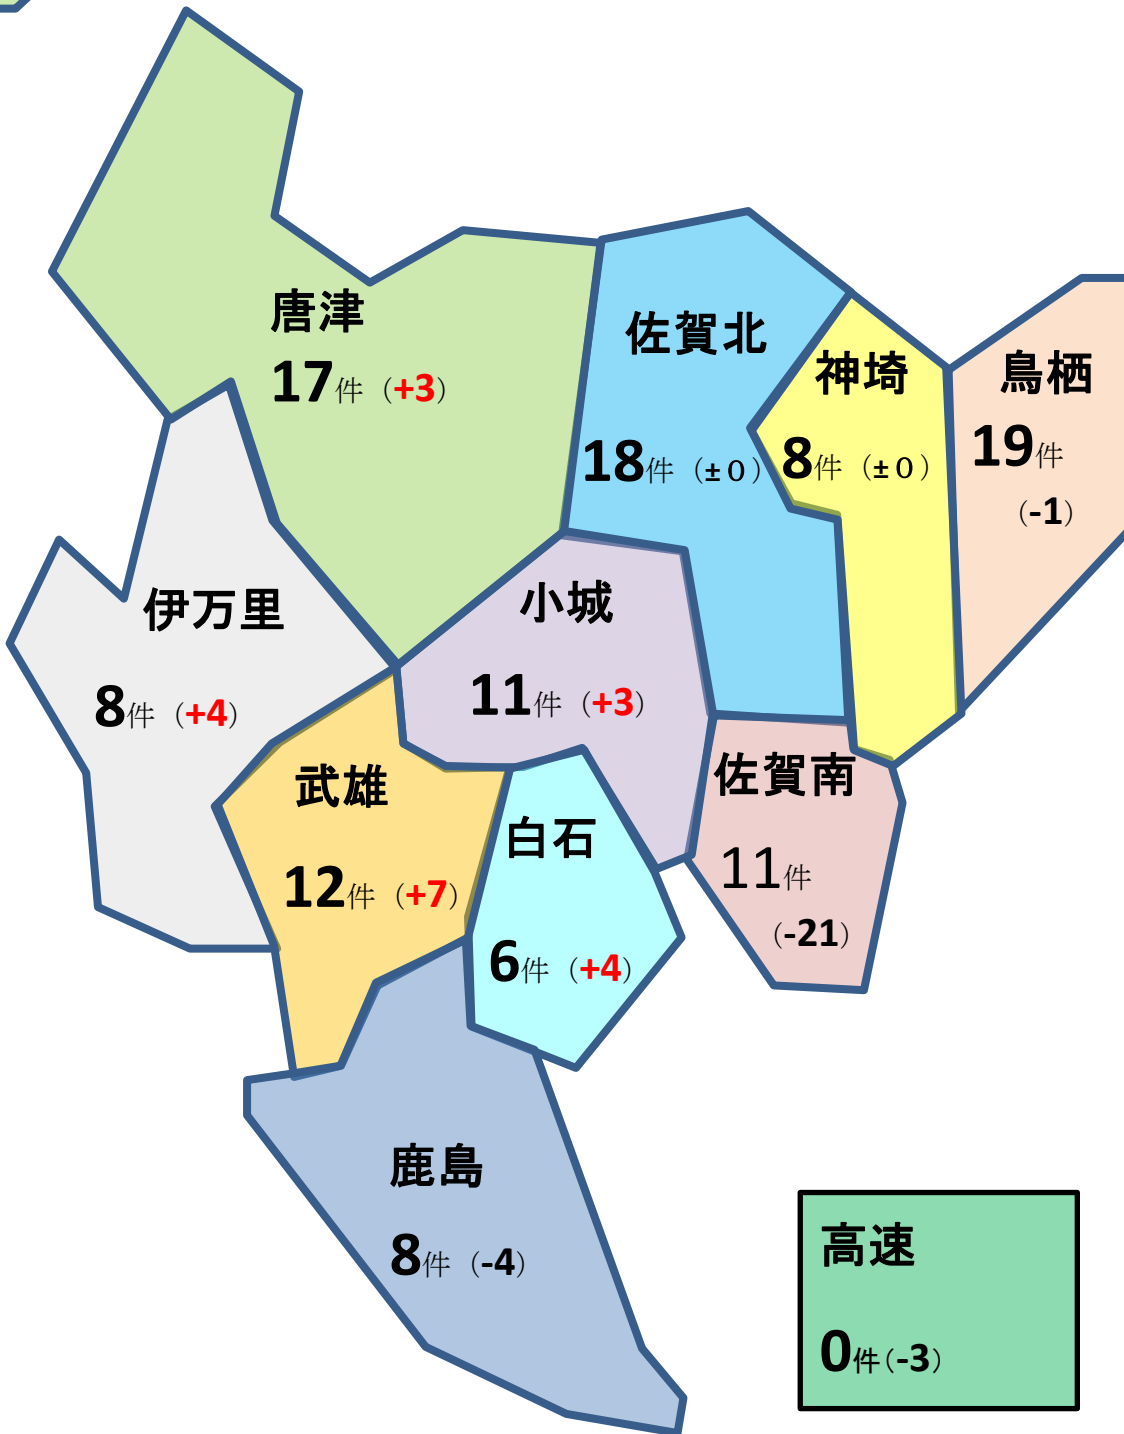 唐津
17件（+3）
佐賀北
18件（±０）
神埼
8件（±０）
鳥栖
19件
（-1）
伊万里
8件（+4）
小城
11件（+3）
武雄
12件（+7）
白石
6件（+4）
佐賀南
11件
（-21）
鹿島
8件（-4）
高速
0件（-3）